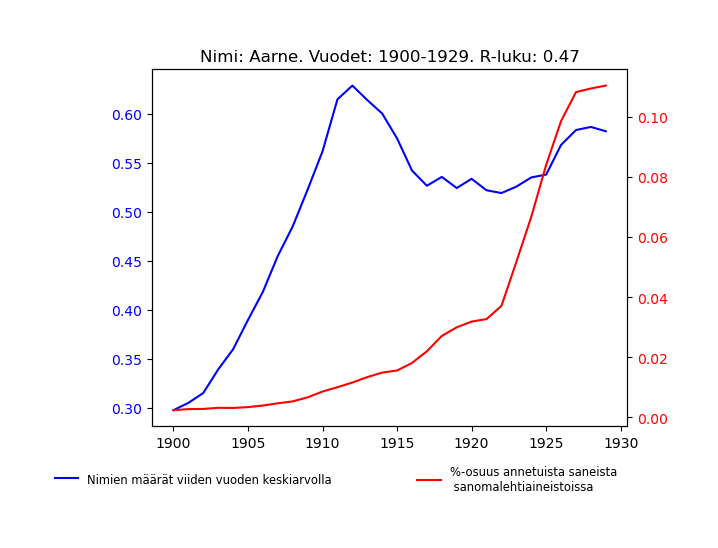 Nimi: Aarne. Vuodet: 1900-1929. R-luku: 0.47
0.60
0.55
0.50
0.45
0.40
0.35
0.30
0.10
0.08
0.06
0.04
0.02
0.00
1900 1905 1910 1915 1920 1925 1930
Nimien määrät viiden vuoden keskiarvolla
%-osuus annetuista saneista
sanomalehtiaineistoissa